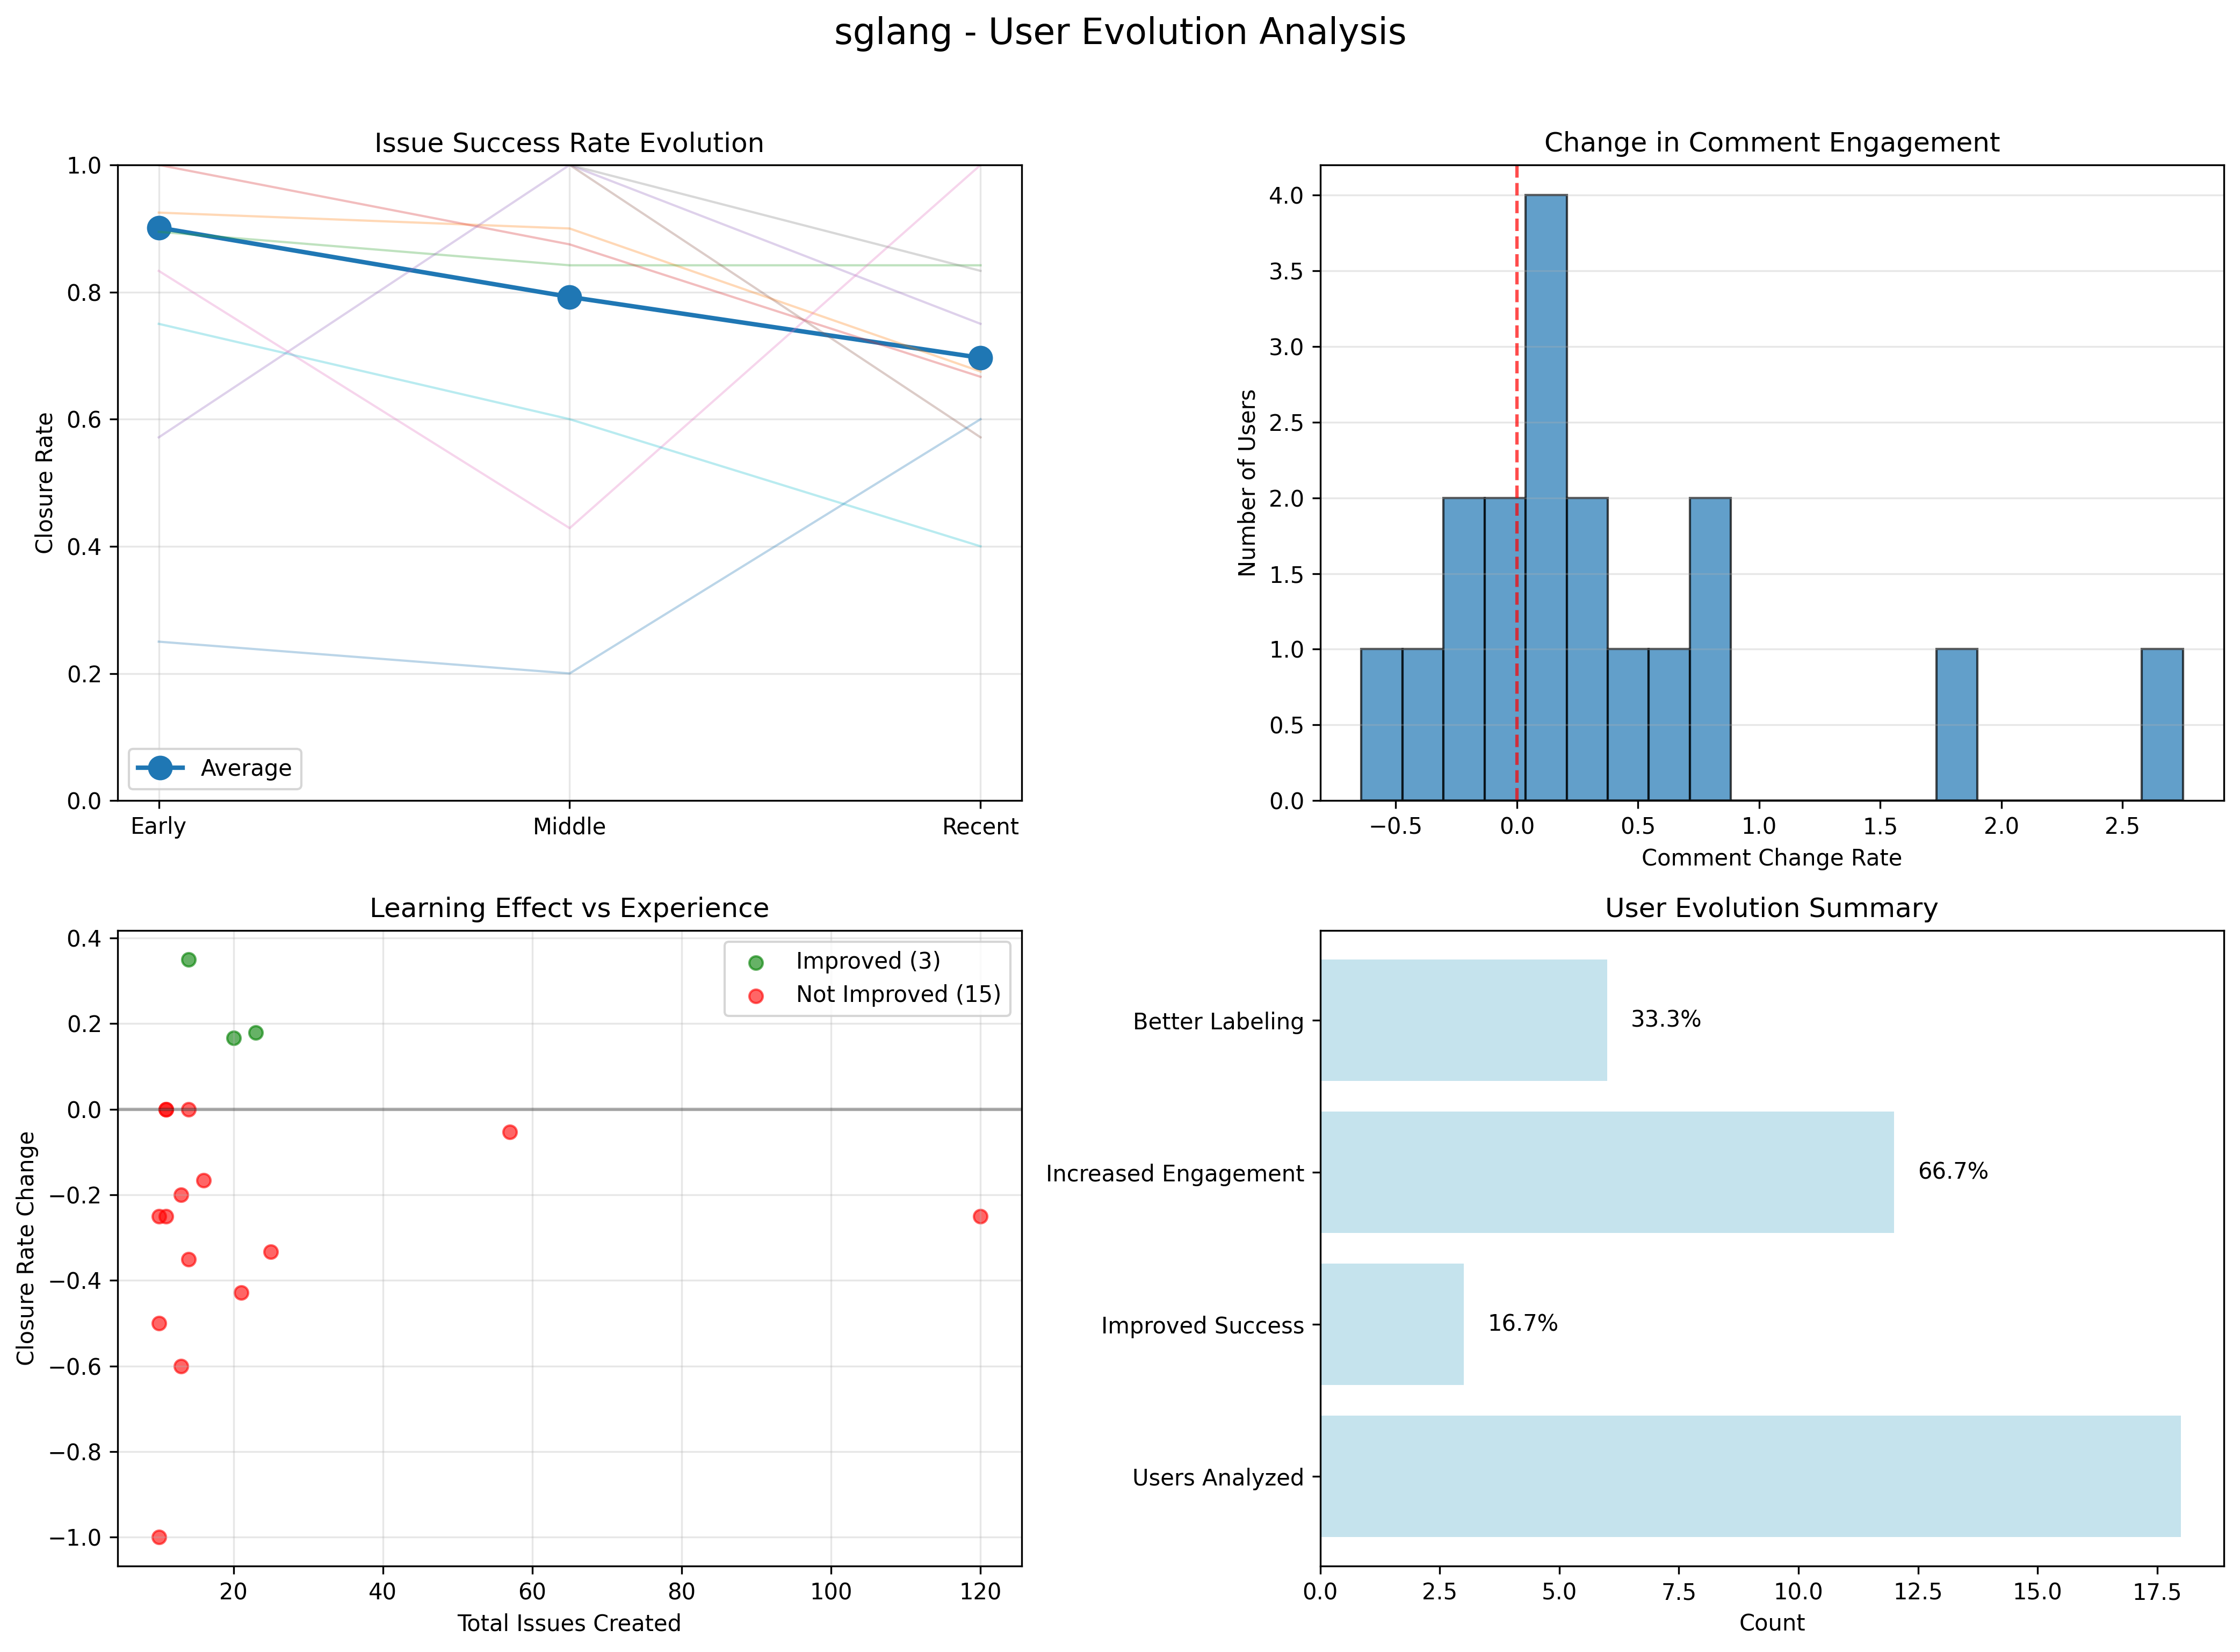 sglang - User Evolution Analysis
Issue Success Rate Evolution
Closure Rate
1.0
0.8
0.6
0.4
0.2
0.0
Early
Middle
Recent
Average
Change in Comment Engagement
Number of Users
4.0
3.5
3.0
2.5
2.0
1.5
1.0
0.5
0.0
−0.5
0.0
0.5
1.0
1.5
2.0
2.5
Comment Change Rate
Learning Effect vs Experience
Closure Rate Change
0.4
0.2
0.0
−0.2
−0.4
−0.6
−0.8
−1.0
20
40
60
80
100
120
Total Issues Created
Improved (3)
Not Improved (15)
User Evolution Summary
Better Labeling
33.3%
Increased Engagement
66.7%
Improved Success
16.7%
Users Analyzed
0.0
2.5
5.0
7.5
10.0
12.5
15.0
17.5
Count